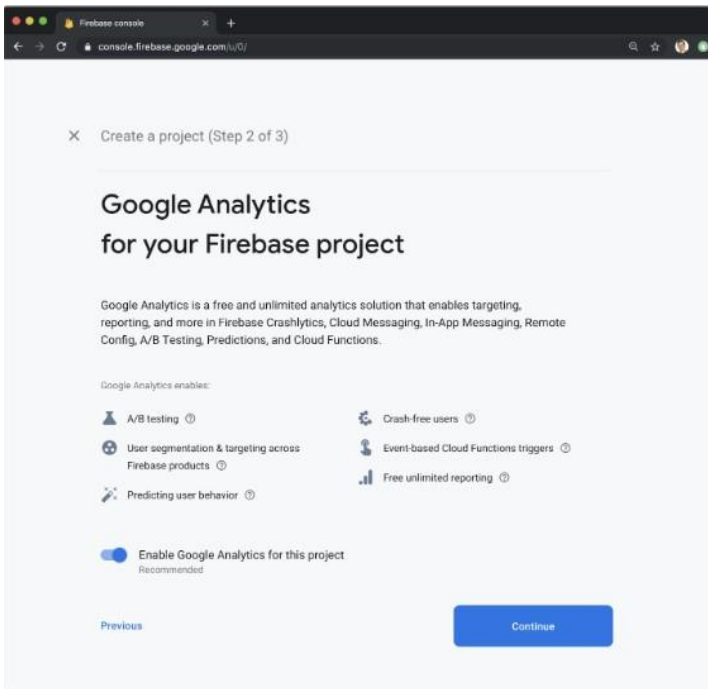 Firebase console
console.firebase.google.com/u/0/
Create a project (Step 2 of 3)
Google Analytics
for your Firebase project
Google Analytics is a free and unlimited analytics solution that enables targeting,
reporting, and more in Firebase Crashlytics, Cloud Messaging, In-App Messaging, Remote
Config, A/B Testing, Predictions, and Cloud Functions.
Google Analytics enables:
A/B testing
User segmentation & targeting across
Firebase products
Predicting user behavior
Crash-free users
Event-based Cloud Functions triggers
Free unlimited reporting
Enable Google Analytics for this project
Recommended
Previous
Continue